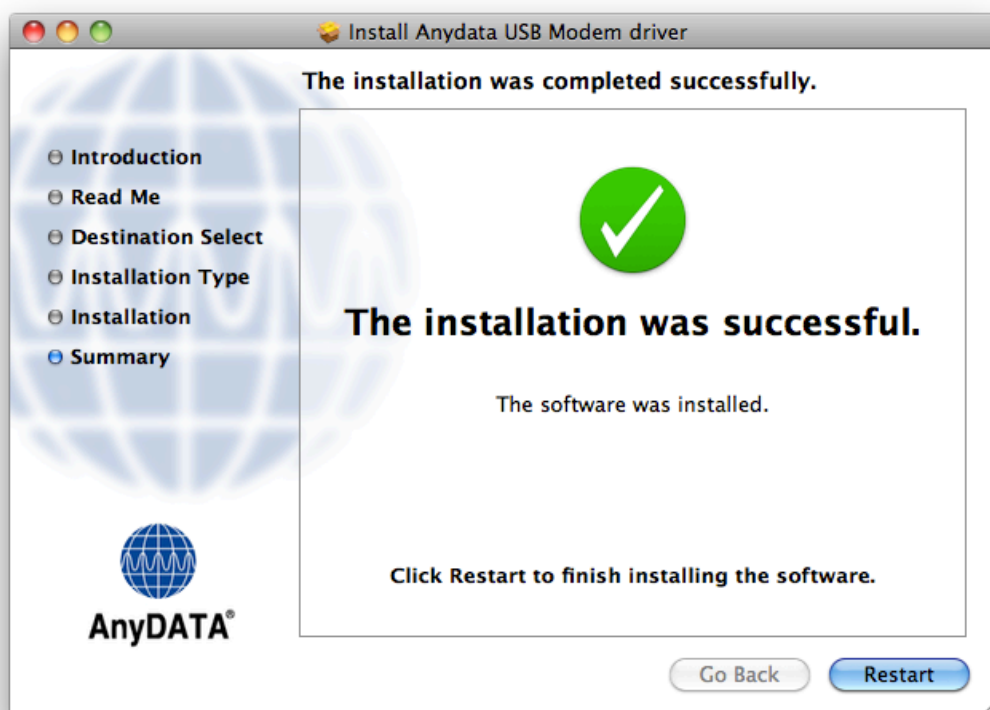 Install Anydata USB Modem driver
The installation was completed successfully.
Introduction
Read Me
Destination Select
Installation Type
Installation
Summary
The installation was successful.
The software was installed.
Click Restart to finish installing the software.
AnyDATA®
Go Back
Restart